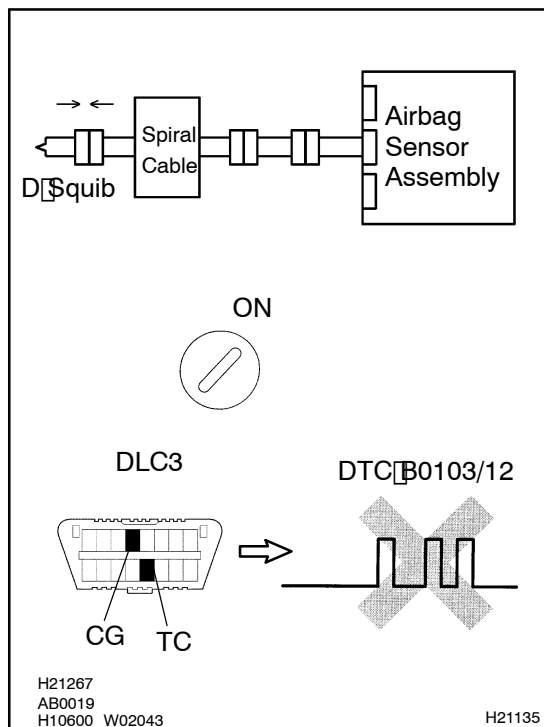 Spiral
Cable
Airbag
Sensor
Assembly
D Squib
ON
DLC3
DTC B0103/12
CG
TC
H21267
AB0019
H10600 W02043
H21135